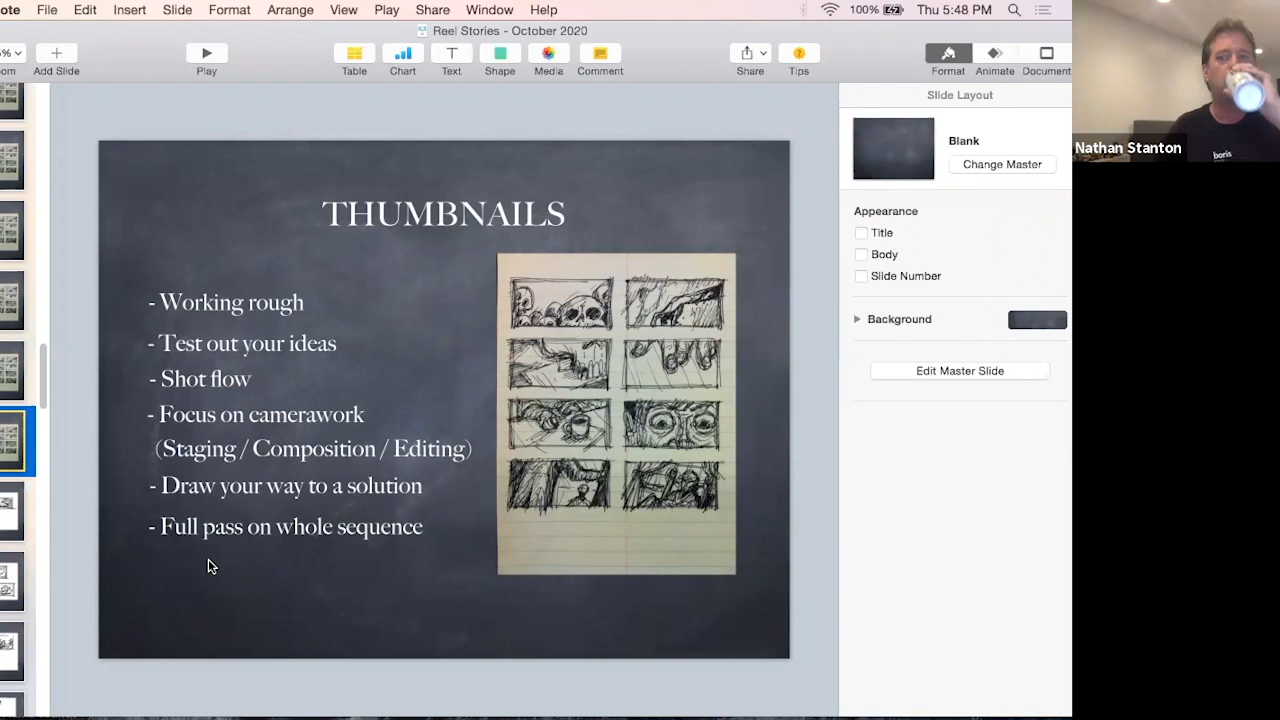 ote File Edit Insert Slide Format Arrange View Play Share Window Help 100% Thu 5:48 PM
Reel Stories - October 2020
% Add Slide Play Table Chart Text Shape Media Comment Share Tips Format Animate Document
oom
Slide Layout
Blank
Change Master
Appearance
Title
Body
Slide Number
Background
Edit Master Slide
THUMBNAILS
- Working rough
- Test out your ideas
- Shot flow
- Focus on camerawork
(Staging / Composition / Editing)
- Draw your way to a solution
- Full pass on whole sequence
boris
Nathan Stanton